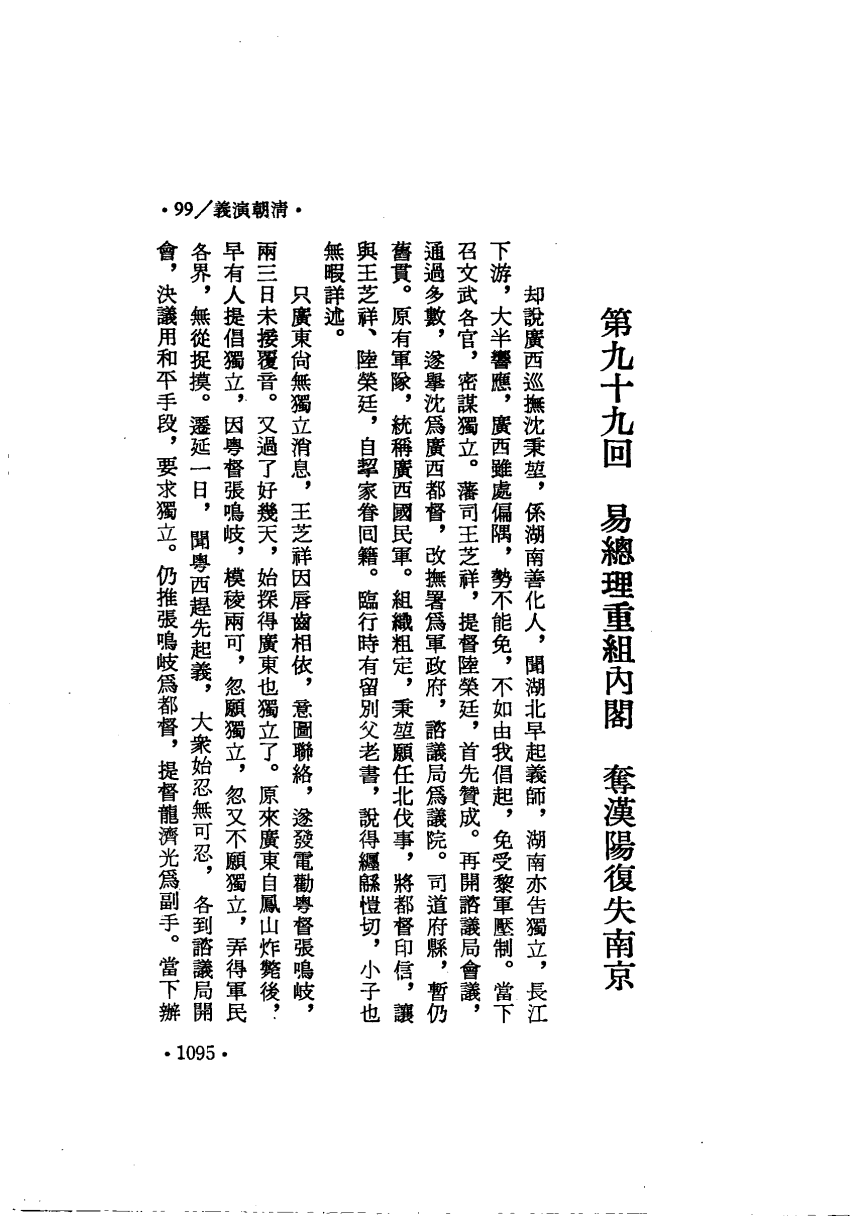 ·99／義演朝清·
第九十九回　易總理重組內閣　奪漢陽復失南京
却說廣西巡撫沈秉堃，係湖南善化人，聞湖北早起義師，湖南亦告獨立，長江
下游，大半響應，廣西雖處偏隅，勢不能免，不如由我倡起，免受黎軍壓制。當下
召文武各官，密謀獨立。藩司王芝祥，提督陸榮廷，首先贊成。再開諮議局會議，
通過多數，遂舉沈爲廣西都督，改撫署爲軍政府，諮議局爲議院。司道府縣，暫仍
舊貫。原有軍隊，統稱廣西國民軍。組織粗定，秉堃願任北伐事，將都督印信，讓
與王芝祥、陸榮廷，自挈家眷回籍。臨行時有留別父老書，說得纏緜愷切，小子也
無暇詳述。
只廣東尙無獨立消息，王芝祥因唇齒相依，意圖聯絡，遂發電勸粵督張鳴岐，
兩三日未接覆音。又過了好幾天，始探得廣東也獨立了。原來廣東自鳳山炸斃後，
早有人提倡獨立，因粵督張鳴岐，模稜兩可，忽願獨立，忽又不願獨立，弄得軍民
各界，無從捉摸。遷延一日，聞粵西趕先起義，大衆始忍無可忍，各到諮議局開
會，決議用和平手段，要求獨立。仍推張鳴岐爲都督，提督龍濟光爲副手。當下辦
·1095·